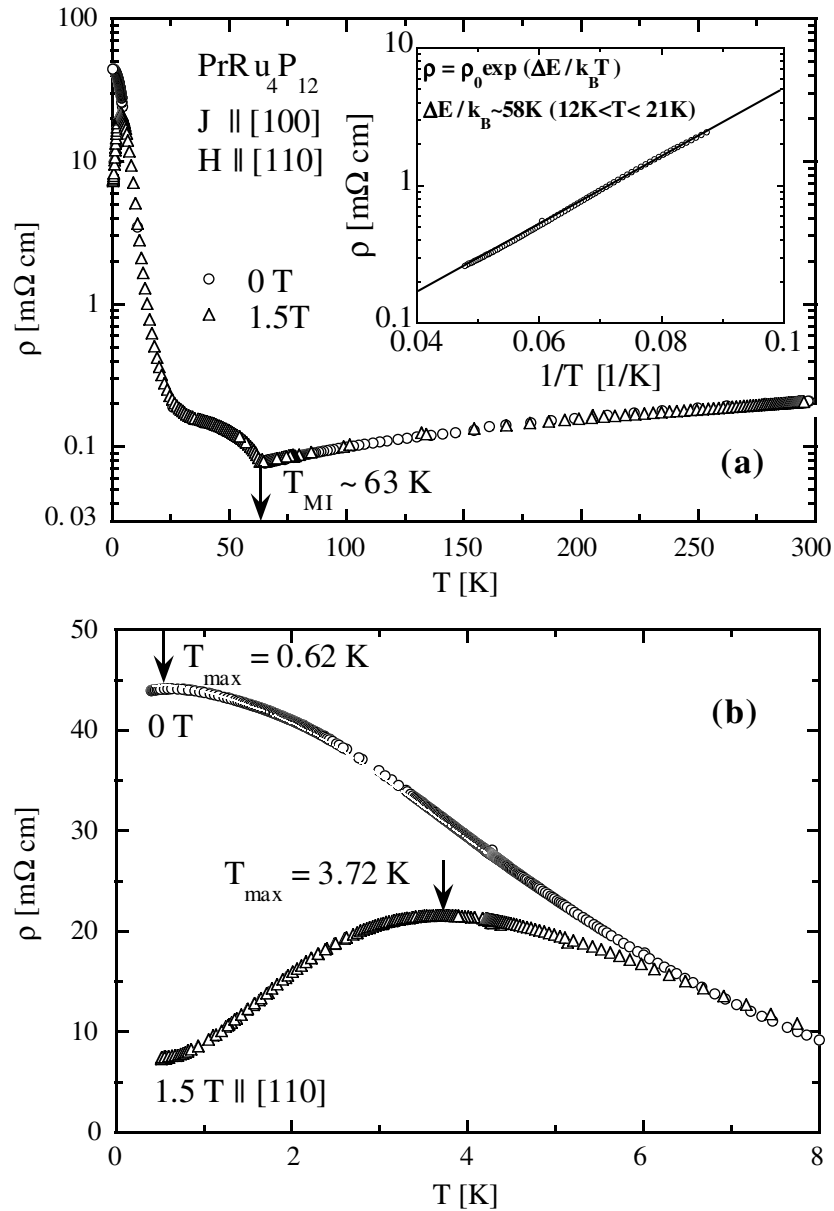 100
10
1
0.1
0.03
ρ [mΩ cm]
PrRu4P12
J || [100]
H || [110]
○ 0 T
△ 1.5T
10
1
0.1
ρ [mΩ cm]
ρ = ρ0 exp (ΔE / kBT)
ΔE / kB~58K (12K<T< 21K)
0.04 0.06 0.08 0.1
1/T [1/K]
TMI ~ 63 K
(a)
0 50 100 150 200 250 300
T [K]
50
40
30
20
10
0
ρ [mΩ cm]
Tmax = 0.62 K
0 T
(b)
Tmax = 3.72 K
1.5 T || [110]
0 2 4 6 8
T [K]